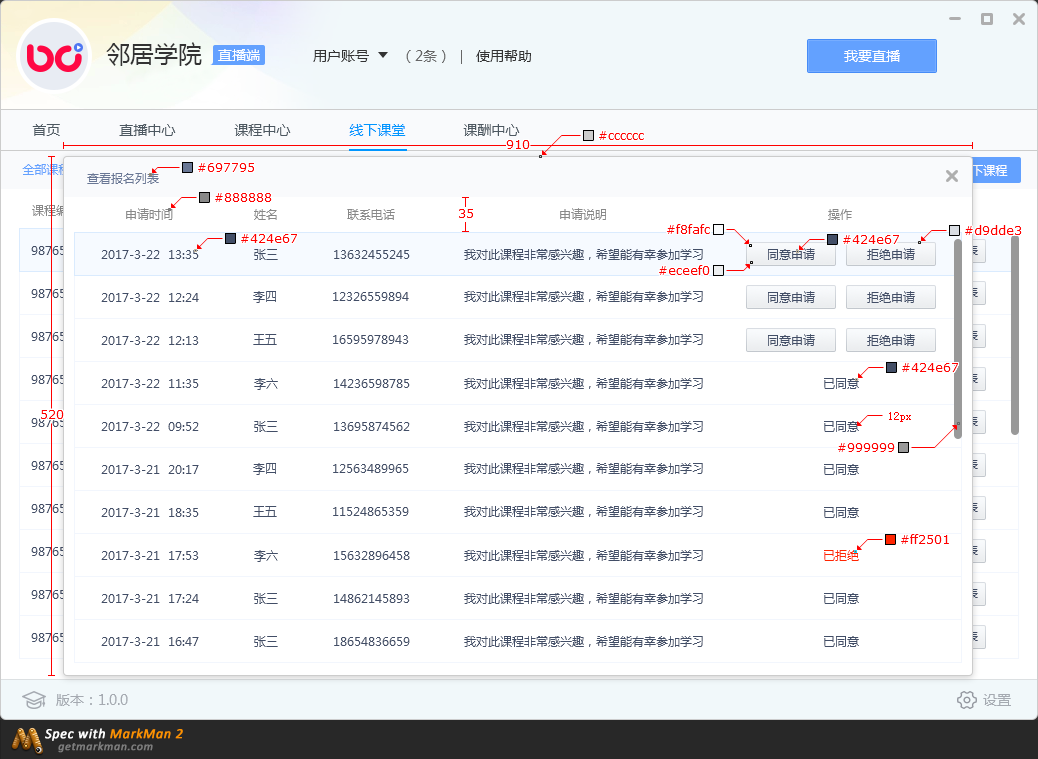 邻居学院 直播端 用户账号 （2条） | 使用帮助 我要直播
首页 直播中心 课程中心 线下课堂 课酬中心 #cccccc
910
全部课程 查看报名列表 #697795 下课程
#888888
课程编 申请时间 姓名 联系电话 35 申请说明 操作
#424e67 #f8fafc #424e67 #d9dde3
98765 2017-3-22 13:35 张三 13632455245 我对此课程非常感兴趣，希望能有幸参加学习 同意申请 拒绝申请
#eceef0
98765 2017-3-22 12:24 李四 12326559894 我对此课程非常感兴趣，希望能有幸参加学习 同意申请 拒绝申请
98765 2017-3-22 12:13 王五 16595978943 我对此课程非常感兴趣，希望能有幸参加学习 同意申请 拒绝申请
#424e67
98765 2017-3-22 11:35 李六 14236598785 我对此课程非常感兴趣，希望能有幸参加学习 已同意
520 12px
98765 2017-3-22 09:52 张三 13695874562 我对此课程非常感兴趣，希望能有幸参加学习 已同意
#999999
98765 2017-3-21 20:17 李四 12563489965 我对此课程非常感兴趣，希望能有幸参加学习 已同意
98765 2017-3-21 18:35 王五 11524865359 我对此课程非常感兴趣，希望能有幸参加学习 已同意
#ff2501
98765 2017-3-21 17:53 李六 15632896458 我对此课程非常感兴趣，希望能有幸参加学习 已拒绝
98765 2017-3-21 17:24 张三 14862145893 我对此课程非常感兴趣，希望能有幸参加学习 已同意
98765 2017-3-21 16:47 张三 18654836659 我对此课程非常感兴趣，希望能有幸参加学习 已同意
版本：1.0.0 设置
Spec with MarkMan 2
getmarkman.com